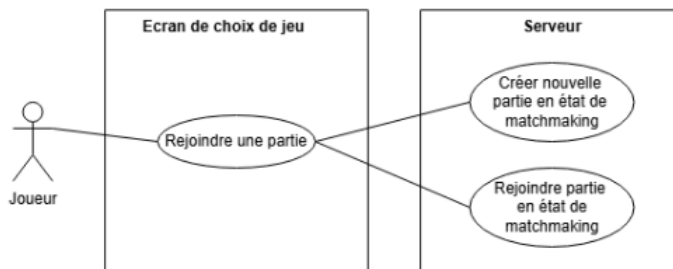 Ecran de choix de jeu
Serveur
Joueur
Rejoindre une partie
Créer nouvelle
partie en état de
matchmaking
Rejoindre partie
en état de
matchmaking